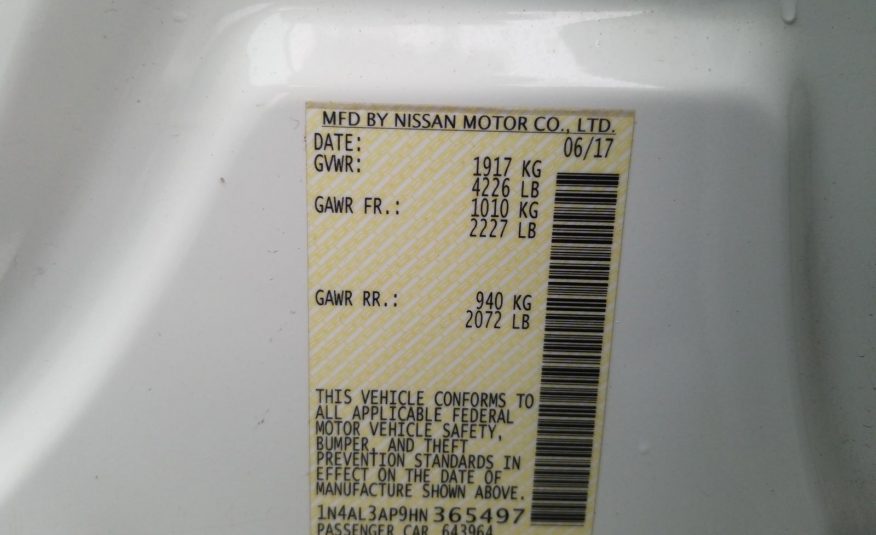 MFD BY NISSAN MOTOR CO., LTD.
DATE: 06/17
GVWR: 1917 KG
4226 LB
GAWR FR.: 1010 KG
2227 LB
GAWR RR.: 940 KG
2072 LB
THIS VEHICLE CONFORMS TO
ALL APPLICABLE FEDERAL
MOTOR VEHICLE SAFETY,
BUMPER, AND THEFT
PREVENTION STANDARDS IN
EFFECT ON THE DATE OF
MANUFACTURE SHOWN ABOVE.
1N4AL3AP9HN 365497
PASSENGER CAR 643964